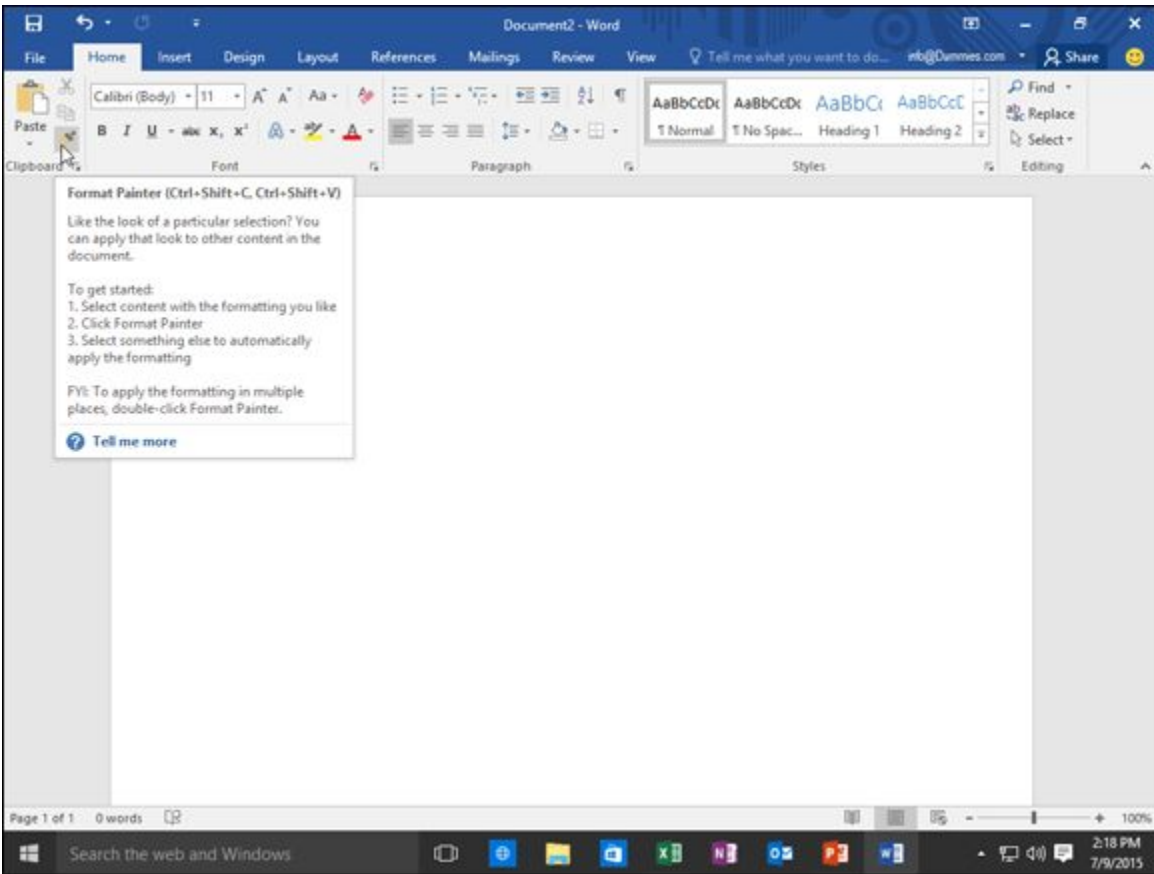 Document2 - Word
File Home Insert Design Layout References Mailings Review View Tell me what you want to do... info@Dummies.com Share
Paste
Calibri (Body) 11 A A Aa
B I U abc x, x² A ab A
AaBbCcDc AaBbCcDc AaBbCc AaBbCcD
¶ Normal ¶ No Spac... Heading 1 Heading 2
Find
Replace
Select
Clipboard Font Paragraph Styles Editing
Format Painter (Ctrl+Shift+C, Ctrl+Shift+V)
Like the look of a particular selection? You
can apply that look to other content in the
document.
To get started:
1. Select content with the formatting you like
2. Click Format Painter
3. Select something else to automatically
apply the formatting
FYI: To apply the formatting in multiple
places, double-click Format Painter.
Tell me more
Page 1 of 1 0 words 100%
Search the web and Windows
2:18 PM
7/9/2015